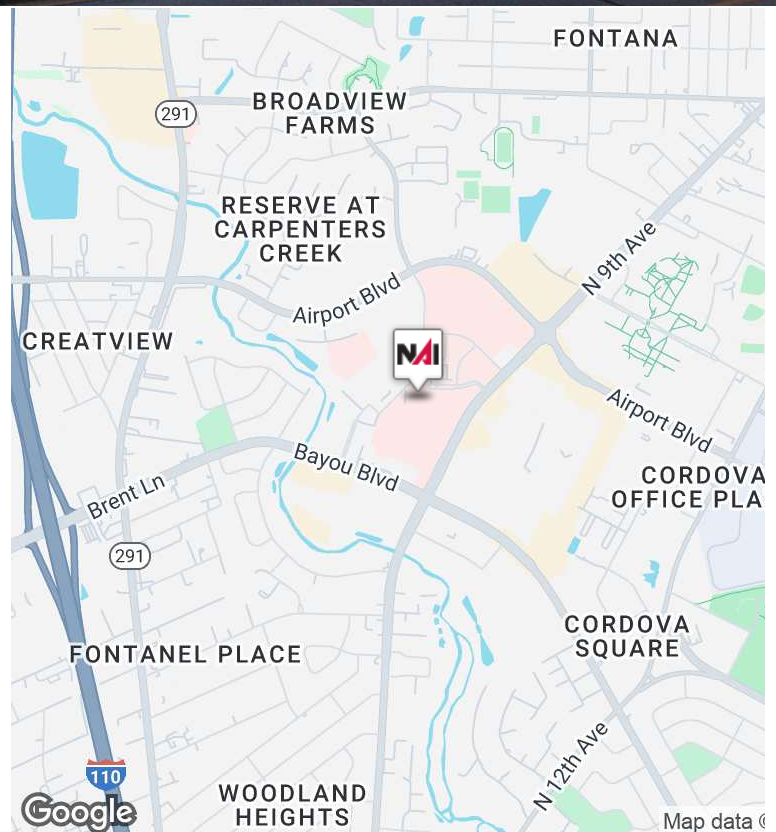 FONTANA
BROADVIEW
FARMS
291
RESERVE AT
CARPENTERS
CREEK
N 9th Ave
Airport Blvd
CREATVIEW
NAI
Airport Blvd
Bayou Blvd
Brent Ln
CORDOVA
OFFICE PLA
291
CORDOVA
SQUARE
FONTANEL PLACE
N 12th Ave
110
WOODLAND
HEIGHTS
Google
Map data ©